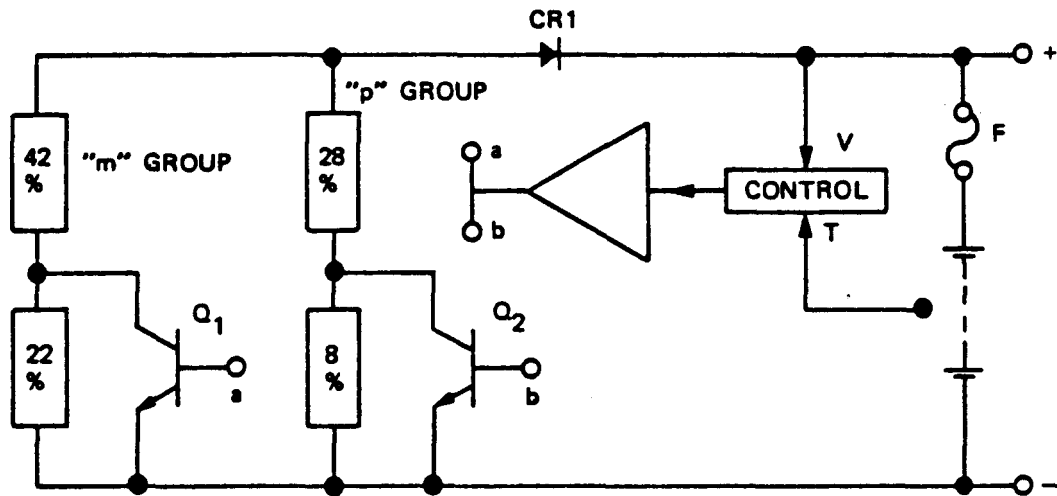 CR1
+
"p" GROUP
42
%
"m" GROUP
28
%
a
b
V
CONTROL
T
F
22
%
Q1
a
8
%
Q2
b
–